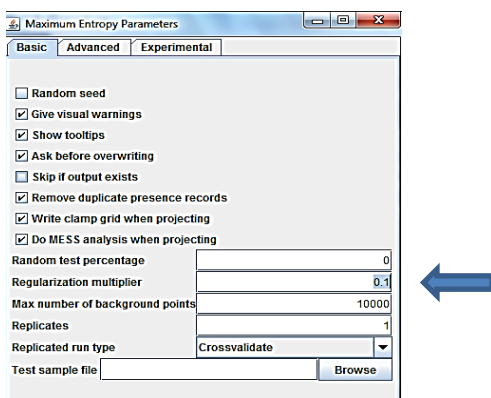 Maximum Entropy Parameters
Basic Advanced Experimental
Random seed
Give visual warnings
Show tooltips
Ask before overwriting
Skip if output exists
Remove duplicate presence records
Write clamp grid when projecting
Do MESS analysis when projecting
Random test percentage 0
Regularization multiplier 0.1
Max number of background points 10000
Replicates 1
Replicated run type Crossvalidate
Test sample file Browse